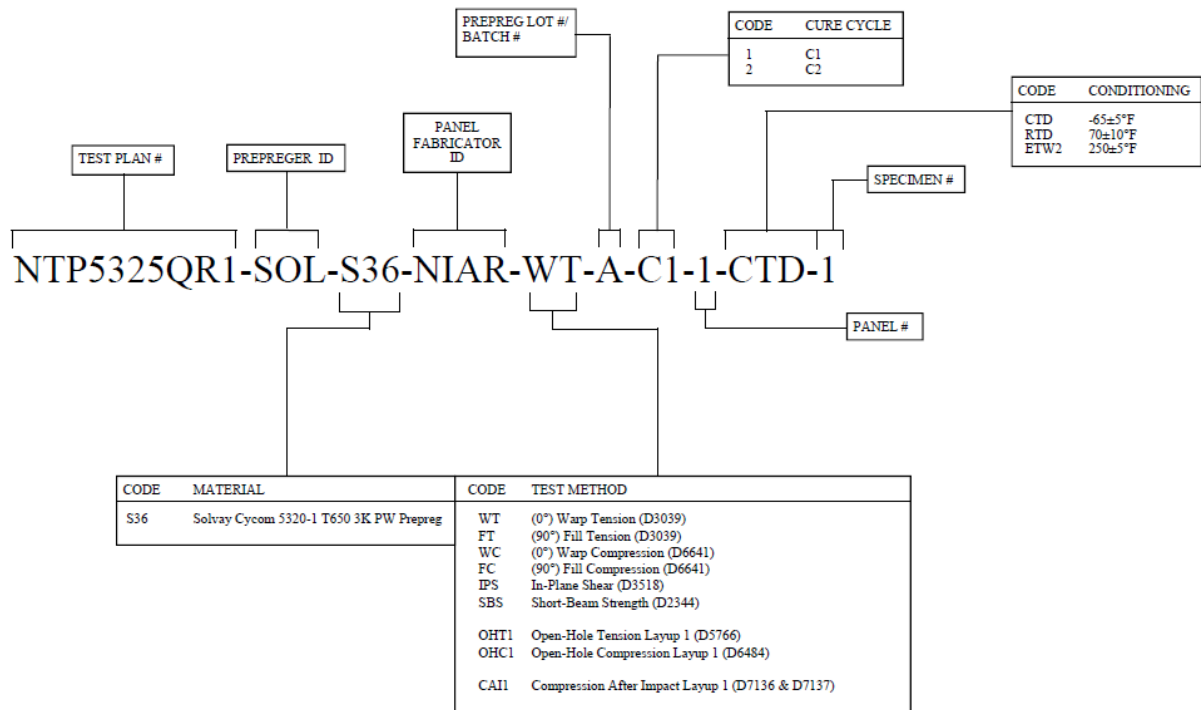 PREPREG LOT #/
BATCH #
CODE CURE CYCLE
1 C1
2 C2
CODE CONDITIONING
CTD -65±5°F
RTD 70±10°F
ETW2 250±5°F
PANEL
FABRICATOR
ID
TEST PLAN #
PREPREGER ID
SPECIMEN #
NTP5325QR1-SOL-S36-NIAR-WT-A-C1-1-CTD-1
PANEL #
CODE MATERIAL
S36 Solvay Cycom 5320-1 T650 3K PW Prepreg
CODE TEST METHOD
WT (0°) Warp Tension (D3039)
FT (90°) Fill Tension (D3039)
WC (0°) Warp Compression (D6641)
FC (90°) Fill Compression (D6641)
IPS In-Plane Shear (D3518)
SBS Short-Beam Strength (D2344)
OHT1 Open-Hole Tension Layup 1 (D5766)
OHC1 Open-Hole Compression Layup 1 (D6484)
CAI1 Compression After Impact Layup 1 (D7136 & D7137)